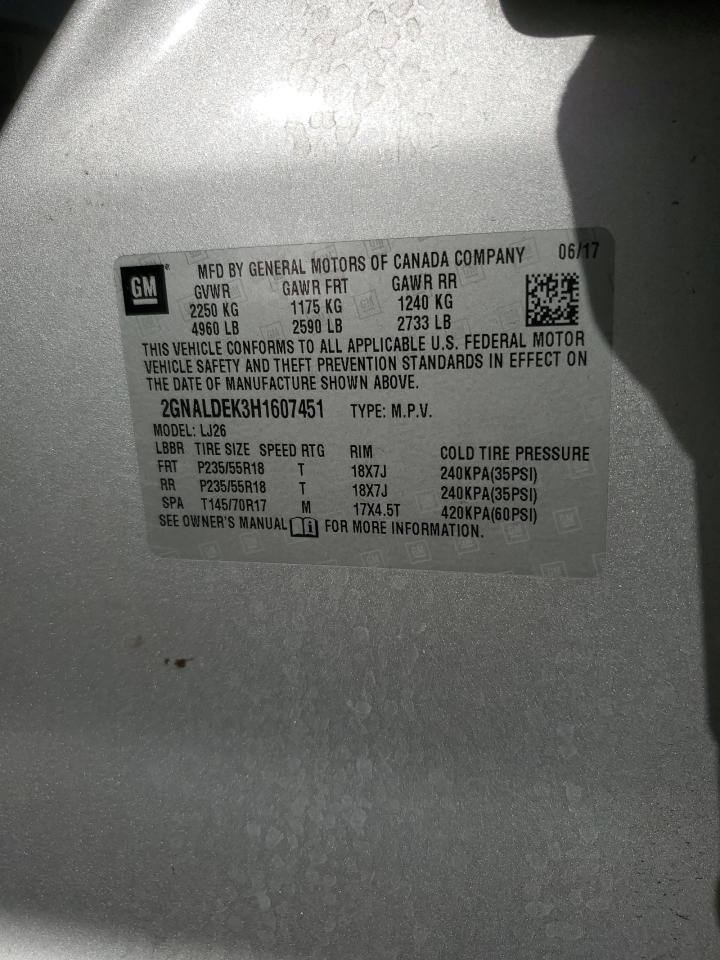 GM ® MFD BY GENERAL MOTORS OF CANADA COMPANY 06/17
GVWR GAWR FRT GAWR RR
2250 KG 1175 KG 1240 KG
4960 LB 2590 LB 2733 LB
THIS VEHICLE CONFORMS TO ALL APPLICABLE U.S. FEDERAL MOTOR
VEHICLE SAFETY AND THEFT PREVENTION STANDARDS IN EFFECT ON
THE DATE OF MANUFACTURE SHOWN ABOVE.
2GNALDEK3H1607451 TYPE: M.P.V.
MODEL: LJ26
LBBR TIRE SIZE SPEED RTG RIM COLD TIRE PRESSURE
FRT P235/55R18 T 18X7J 240KPA(35PSI)
RR P235/55R18 T 18X7J 240KPA(35PSI)
SPA T145/70R17 M 17X4.5T 420KPA(60PSI)
SEE OWNER'S MANUAL i FOR MORE INFORMATION.